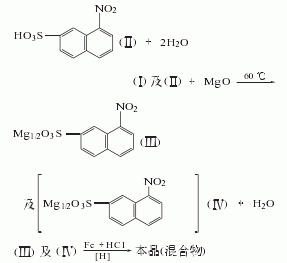 NO₂
HO₃S (Ⅱ) + 2H₂O
(Ⅰ) 及 (Ⅱ) + MgO 60 ℃
NO₂
Mg1/2O₃S (Ⅲ)
NO₂
及 [Mg1/2O₃S] (Ⅳ) + H₂O
(Ⅲ) 及 (Ⅳ) Fe +HCl [H] 本品(混合物)